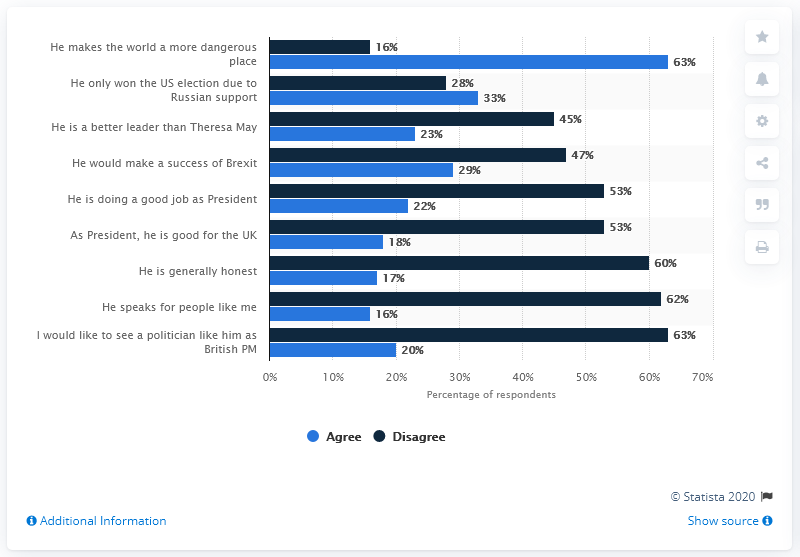 He makes the world a more dangerous
place
16%
63%
He only won the US election due to
Russian support
28%
33%
He is a better leader than Theresa May
45%
23%
He would make a success of Brexit
47%
29%
He is doing a good job as President
53%
22%
As President, he is good for the UK
53%
18%
He is generally honest
60%
17%
He speaks for people like me
62%
16%
I would like to see a politician like him as
British PM
63%
20%
0% 10% 20% 30% 40% 50% 60% 70%
Percentage of respondents
Agree Disagree
© Statista 2020
Additional Information
Show source